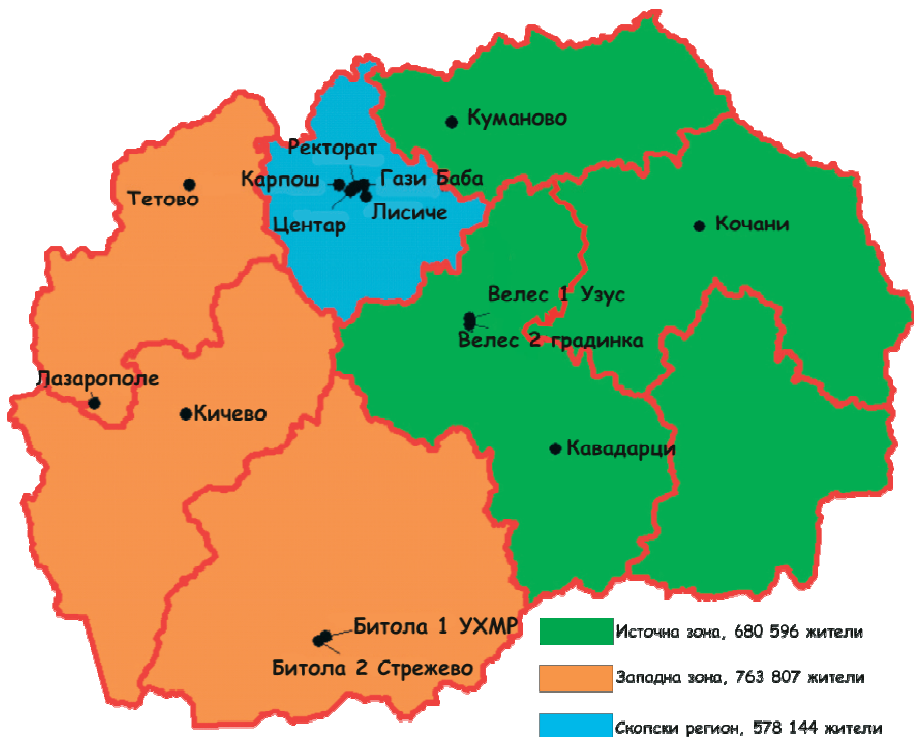 Куманово
Ректорат
Карпош
Гази Баба
Тетово
Лисиче
Центар
Кочани
Велес 1 Узус
Велес 2 градинка
Лазарополе
Кичево
Кавадарци
Битола 1 УХМР
Битола 2 Стрежево
Источна зона, 680 596 жители
Западна зона, 763 807 жители
Скопски регион, 578 144 жители